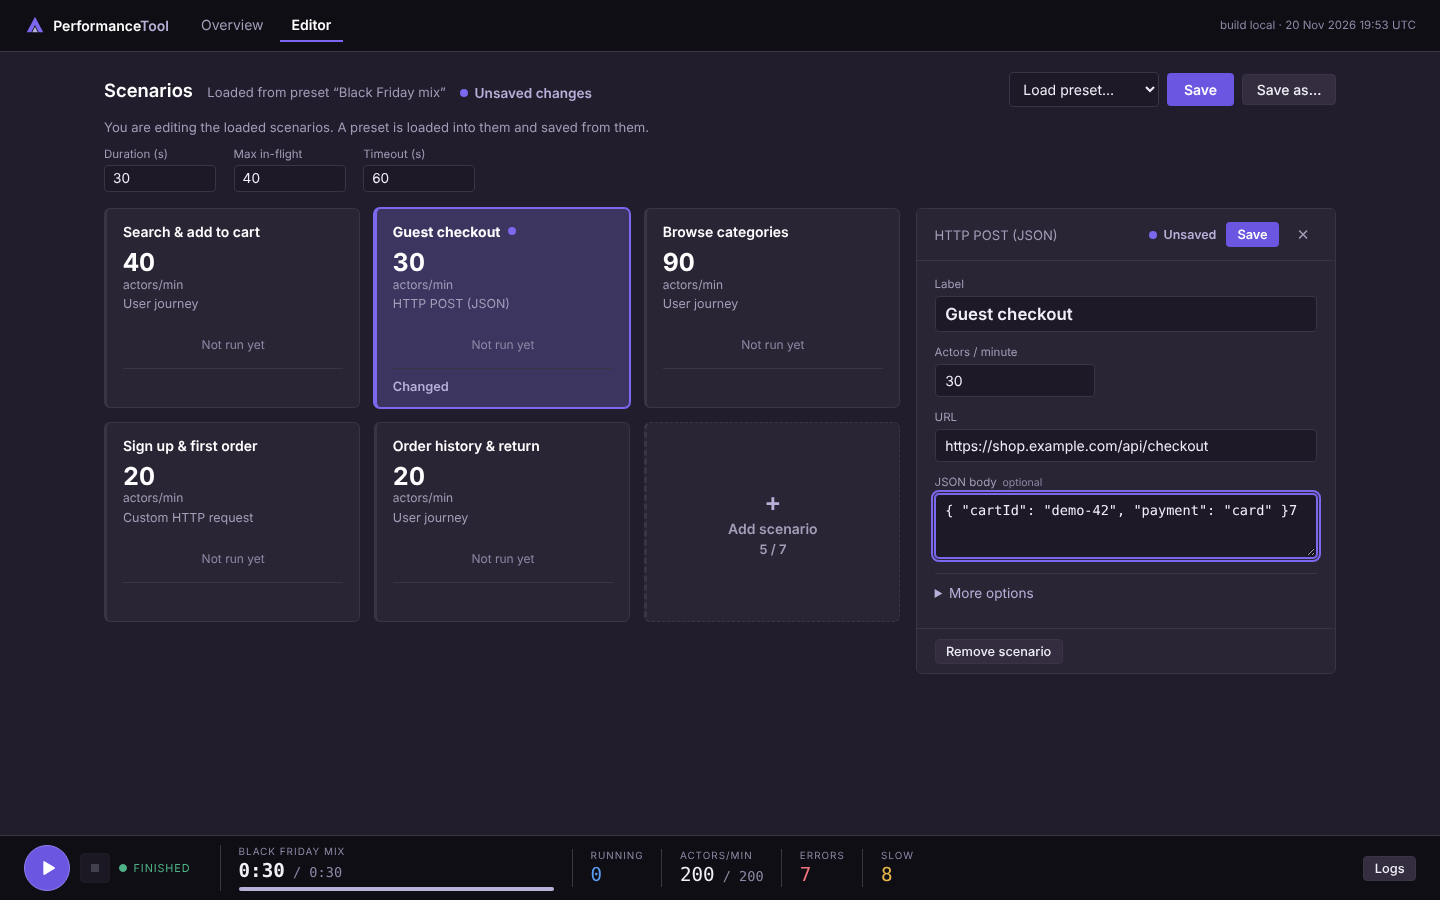 PerformanceTool
Overview
Editor
build local · 20 Nov 2026 19:53 UTC
Scenarios
Loaded from preset “Black Friday mix”
Unsaved changes
Load preset...
Save
Save as...
You are editing the loaded scenarios. A preset is loaded into them and saved from them.
Duration (s)
Max in-flight
Timeout (s)
30
40
60
Search & add to cart
40
actors/min
User journey
Not run yet
Guest checkout
30
actors/min
HTTP POST (JSON)
Not run yet
Changed
Browse categories
90
actors/min
User journey
Not run yet
Sign up & first order
20
actors/min
Custom HTTP request
Not run yet
Order history & return
20
actors/min
User journey
Not run yet
+
Add scenario
5 / 7
HTTP POST (JSON)
Unsaved
Save
×
Label
Guest checkout
Actors / minute
30
URL
https://shop.example.com/api/checkout
JSON body optional
{ "cartId": "demo-42", "payment": "card" }7
More options
Remove scenario
FINISHED
BLACK FRIDAY MIX
0:30 / 0:30
RUNNING
0
ACTORS/MIN
200 / 200
ERRORS
7
SLOW
8
Logs